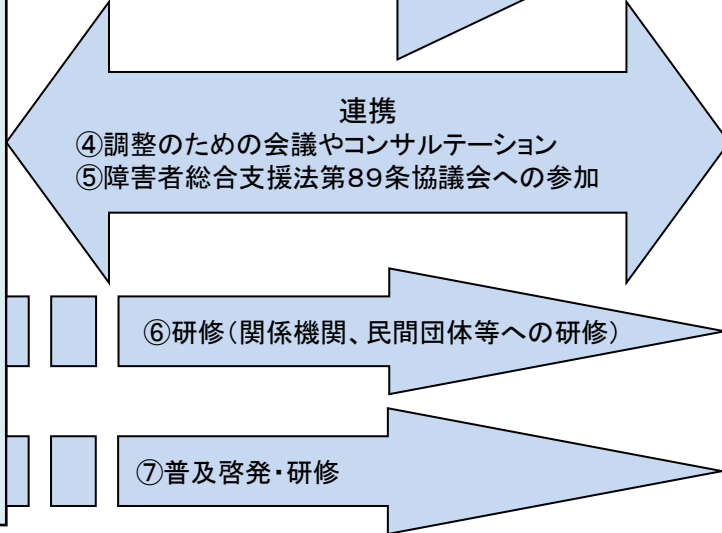 連携
④調整のための会議やコンサルテーション
⑤障害者総合支援法第89条協議会への参加
⑥研修(関係機関、民間団体等への研修)
⑦普及啓発・研修